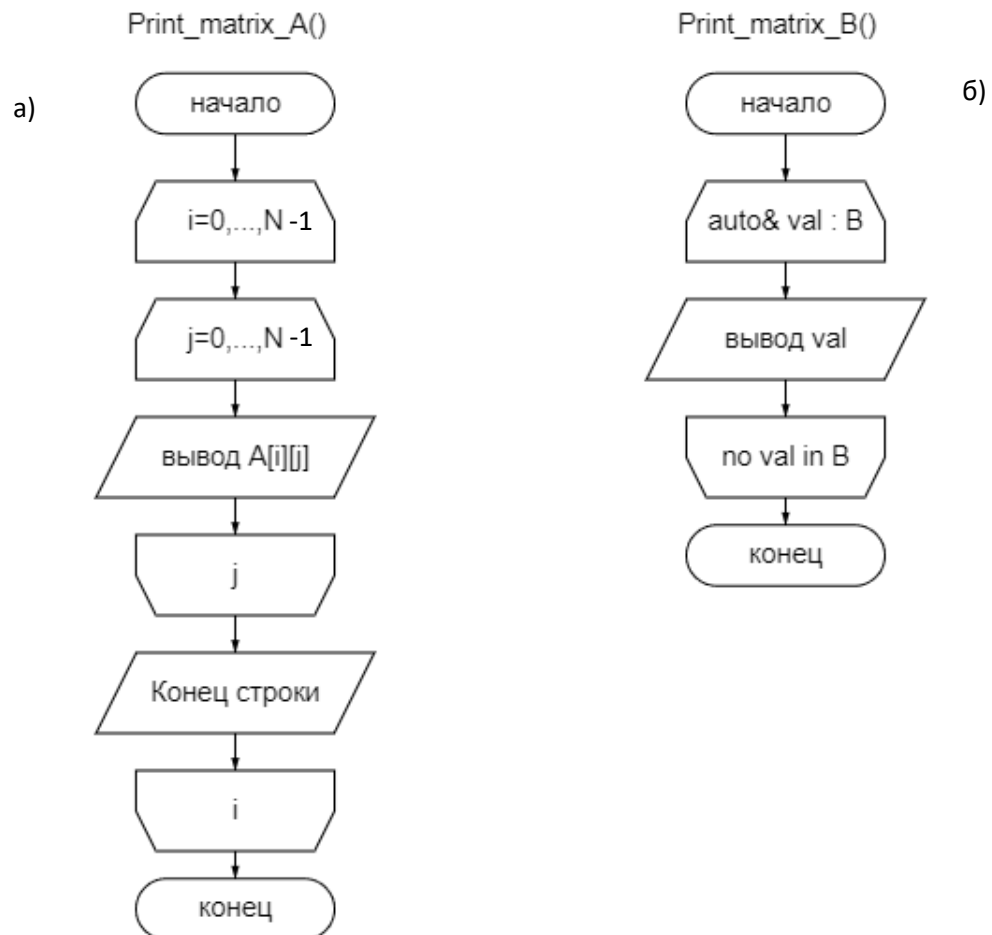 Print_matrix_A()
а)
начало
i=0,...,N -1
j=0,...,N -1
вывод A[i][j]
j
Конец строки
i
конец
Print_matrix_B()
б)
начало
auto& val : B
вывод val
no val in B
конец